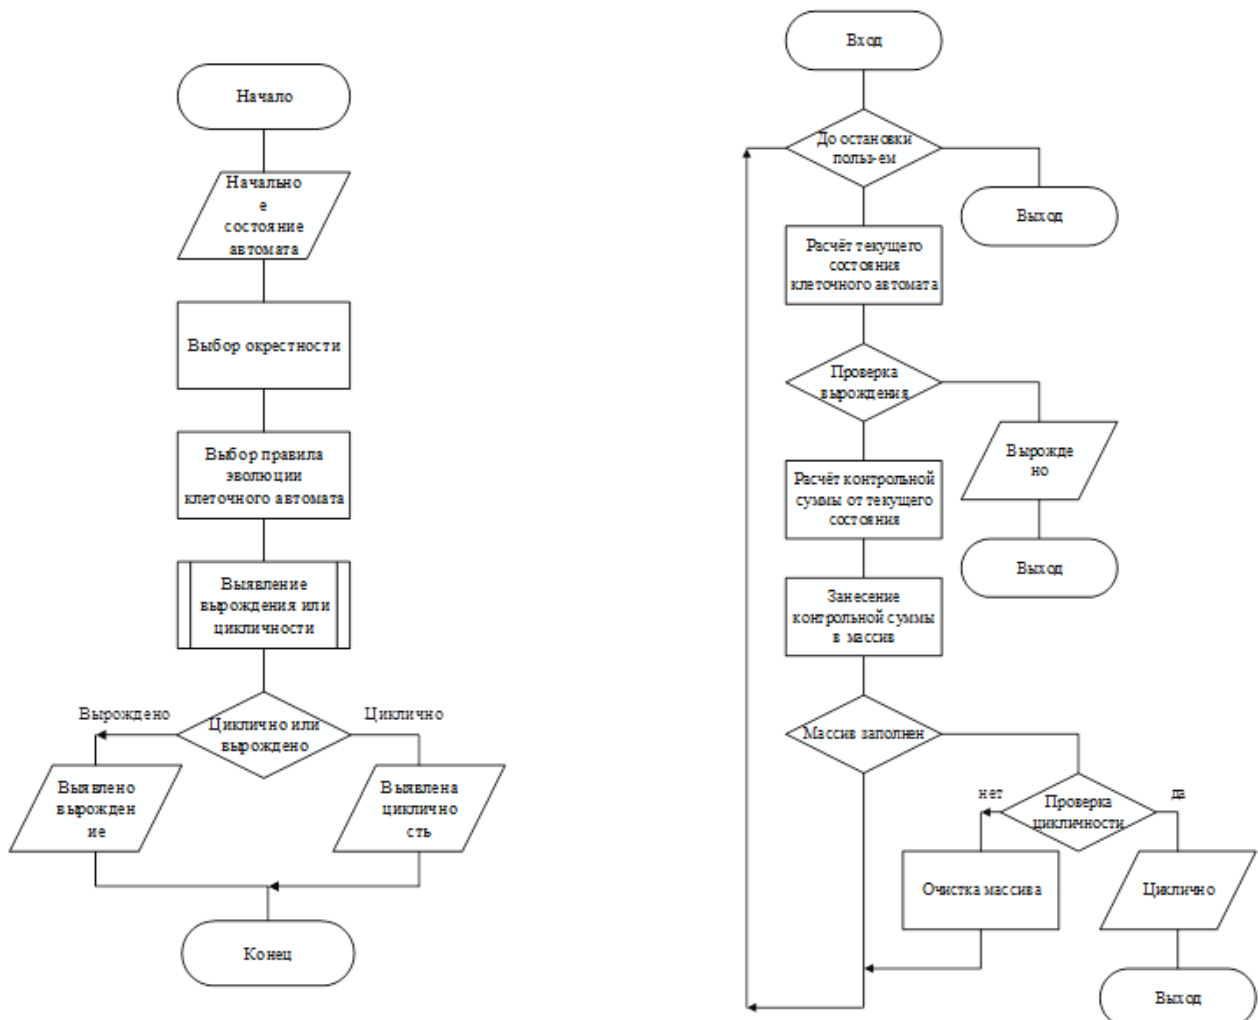 Начало
Начально
е
состояние
автомата
Выбор окрестности
Выбор правила
эволюции
клеточного автомата
Выявление
вырождения или
цикличности
Вырождено
Циклично
Циклично или
вырождено
Выявлено
вырожден
ие
Выявлена
циклично
сть
Конец
Вход
До остановки
польз-ем
Выход
Расчёт текущего
состояния
клеточного автомата
Проверка
вырождения
Вырожде
но
Выход
Расчёт контрольной
суммы от текущего
состояния
Занесение
контрольной суммы
в массив
Массив заполнен
нет
да
Проверка
цикличности
Очистка массива
Циклично
Выход